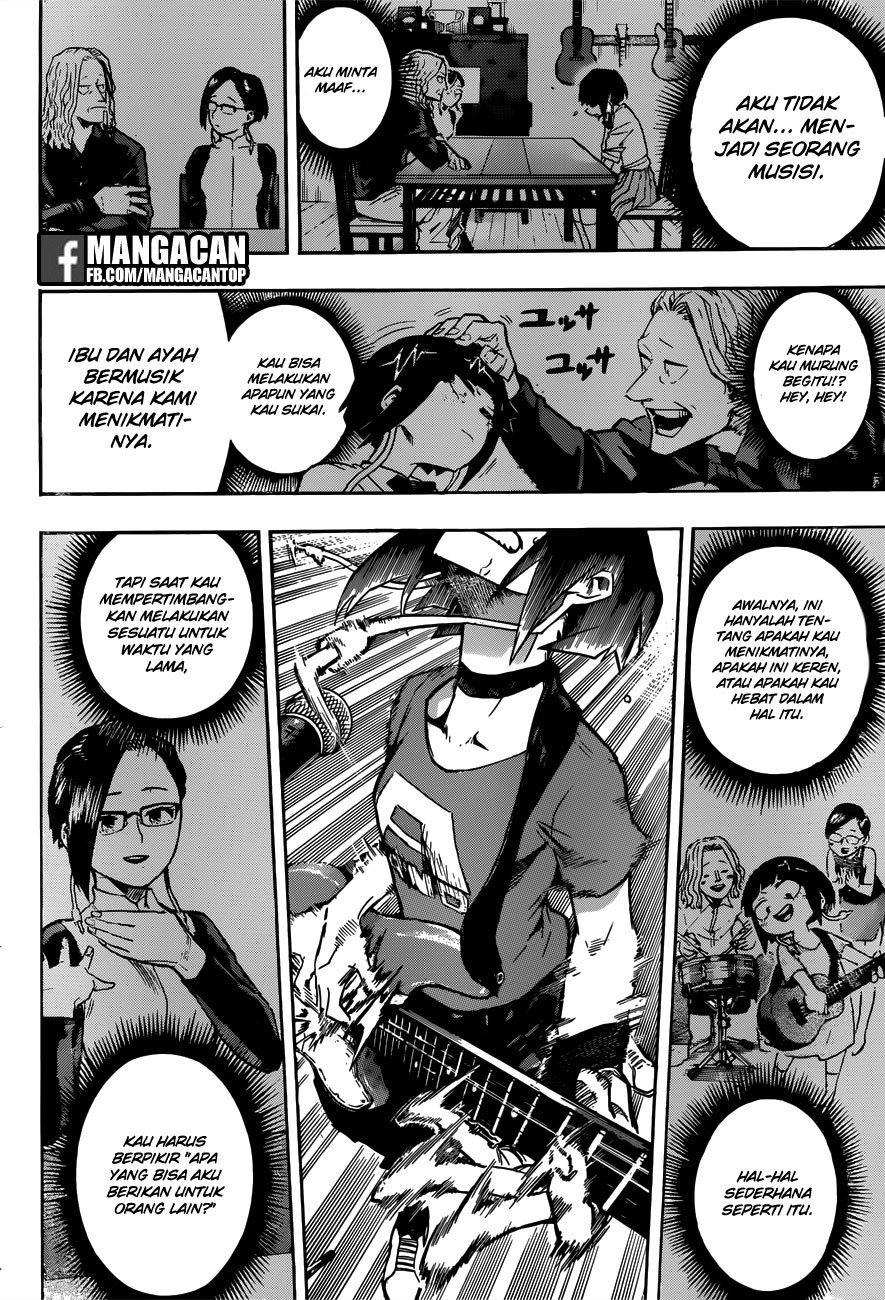 AKU TIDAK
AKAN... MEN-
JADI SEORANG
MUSISI.
AKU MINTA
MAAF...
MANGACAN
FB.COM/MANGACANTOP
KENAPA
KAU MURUNG
BEGITU!?
HEY, HEY!
ユッサ
ユッサ
KAU BISA
MELAKUKAN
APAPUN YANG
KAU SUKAI.
IBU DAN AYAH
BERMUSIK
KARENA KAMI
MENIKMATI-
NYA.
AWALNYA, INI
HANYALAH TEN-
TANG APAKAH KAU
MENIKMATINYA,
APAKAH INI KEREN,
ATAU APAKAH KAU
HEBAT DALAM
HAL ITU.
HAL-HAL
SEDERHANA
SEPERTI ITU.
TAPI SAAT KAU
MEMPERTIMBANG-
KAN MELAKUKAN
SESUATU UNTUK
WAKTU YANG
LAMA,
KAU HARUS
BERPIKIR "APA
YANG BISA AKU
BERIKAN UNTUK
ORANG LAIN?"